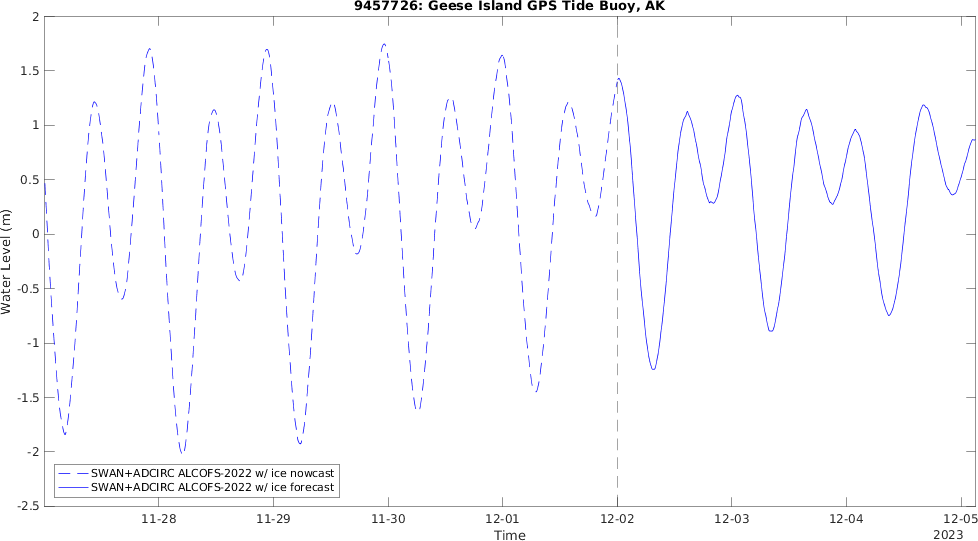 9457726: Geese Island GPS Tide Buoy, AK
2
1.5
1
0.5
0
-0.5
-1
-1.5
-2
-2.5
Water Level (m)
SWAN+ADCIRC ALCOFS-2022 w/ ice nowcast
SWAN+ADCIRC ALCOFS-2022 w/ ice forecast
11-28 11-29 11-30 12-01 12-02 12-03 12-04 12-05
Time 2023